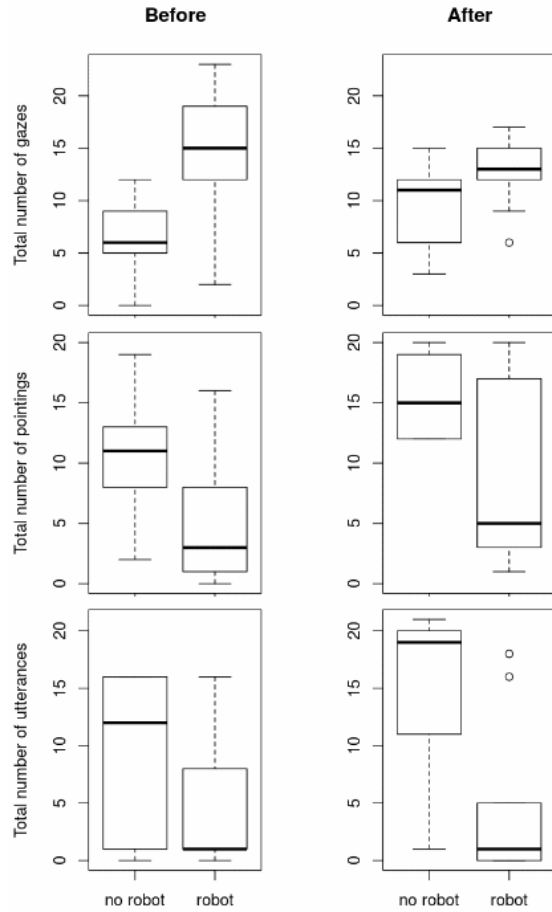 Before
After
Total number of gazes
0 5 10 15 20
0 5 10 15 20
Total number of pointings
0 5 10 15 20
0 5 10 15 20
Total number of utterances
0 5 10 15 20
0 5 10 15 20
no robot robot
no robot robot